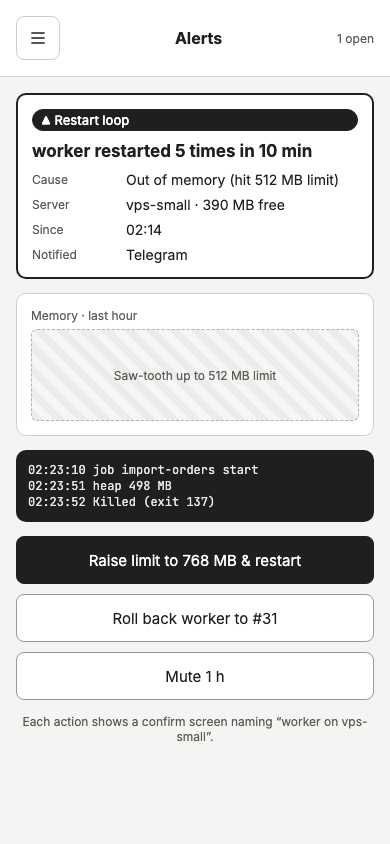 Alerts
1 open
▲ Restart loop
worker restarted 5 times in 10 min
Cause Out of memory (hit 512 MB limit)
Server vps-small · 390 MB free
Since 02:14
Notified Telegram
Memory · last hour
Saw-tooth up to 512 MB limit
02:23:10 job import-orders start
02:23:51 heap 498 MB
02:23:52 Killed (exit 137)
Raise limit to 768 MB & restart
Roll back worker to #31
Mute 1 h
Each action shows a confirm screen naming “worker on vps-
small”.